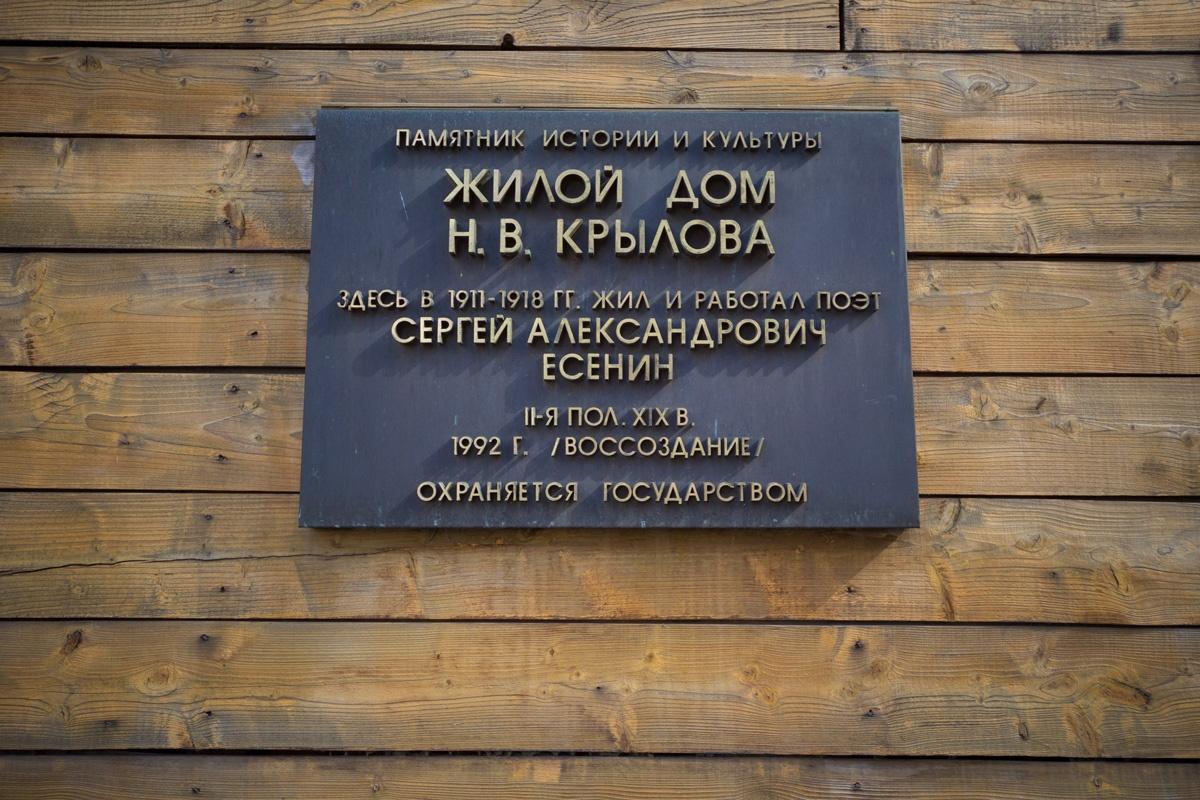 ПАМЯТНИК ИСТОРИИ И КУЛЬТУРЫ
ЖИЛОЙ ДОМ
Н. В. КРЫЛОВА
ЗДЕСЬ В 1911-1918 ГГ. ЖИЛ И РАБОТАЛ ПОЭТ
СЕРГЕЙ АЛЕКСАНДРОВИЧ
ЕСЕНИН
II-Я ПОЛ. XIX В.
1992 Г. /ВОССОЗДАНИЕ/
ОХРАНЯЕТСЯ ГОСУДАРСТВОМ